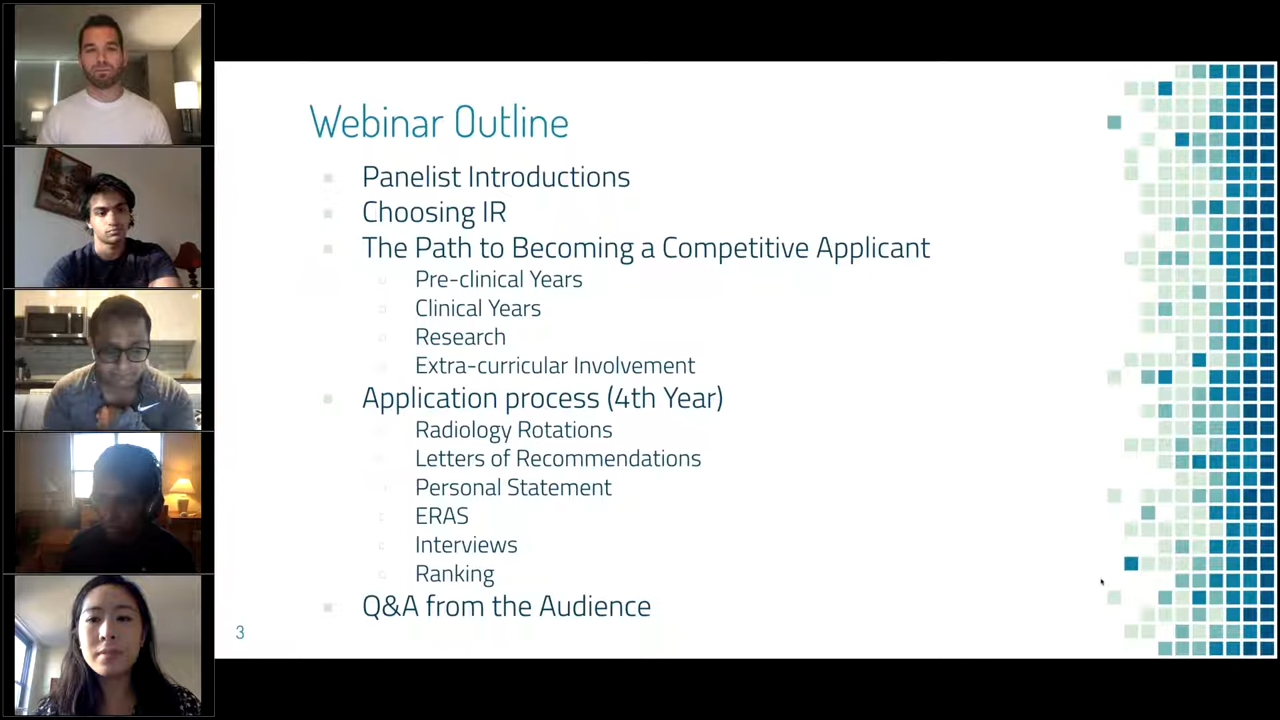 Webinar Outline
Panelist Introductions
Choosing IR
The Path to Becoming a Competitive Applicant
Pre-clinical Years
Clinical Years
Research
Extra-curricular Involvement
Application process (4th Year)
Radiology Rotations
Letters of Recommendations
Personal Statement
ERAS
Interviews
Ranking
Q&A from the Audience
3